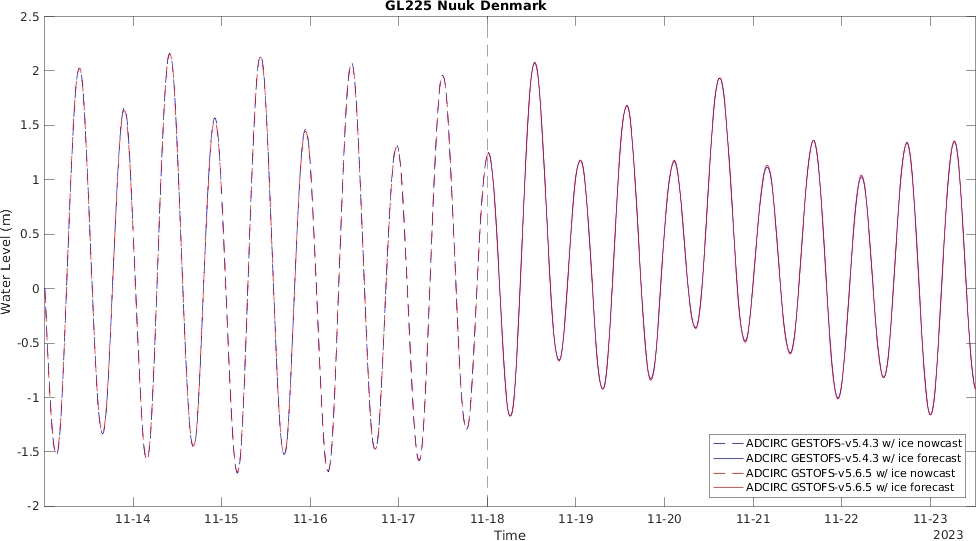 GL225 Nuuk Denmark
2.5
2
1.5
1
0.5
0
-0.5
-1
-1.5
-2
Water Level (m)
11-14 11-15 11-16 11-17 11-18 11-19 11-20 11-21 11-22 11-23
Time
2023
ADCIRC GESTOFS-v5.4.3 w/ ice nowcast
ADCIRC GESTOFS-v5.4.3 w/ ice forecast
ADCIRC GSTOFS-v5.6.5 w/ ice nowcast
ADCIRC GSTOFS-v5.6.5 w/ ice forecast